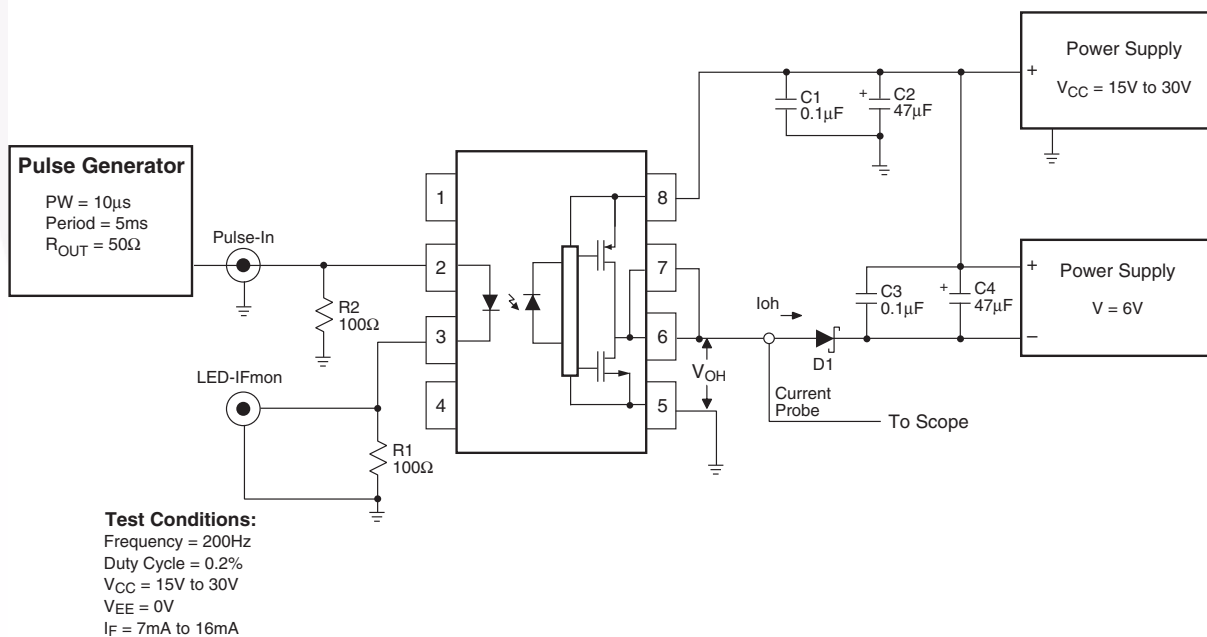 Power Supply
+
VCC = 15V to 30V
C1
0.1μF
+
C2
47μF
Pulse Generator
PW = 10μs
Period = 5ms
ROUT = 50Ω
Pulse-In
1
8
2
7
R2
100Ω
3
6
4
5
LED-IFmon
R1
100Ω
VOH
Ioh
D1
Current
Probe
To Scope
C3
0.1μF
+
C4
47μF
+
Power Supply
V = 6V
–
Test Conditions:
Frequency = 200Hz
Duty Cycle = 0.2%
VCC = 15V to 30V
VEE = 0V
IF = 7mA to 16mA